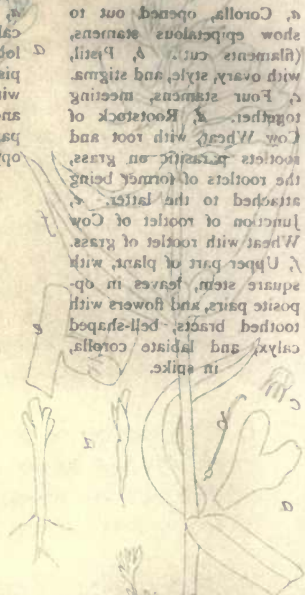 a, Corolla, opened out to
show epipetalous stamens,
(filaments cut). b, Pistil,
with ovary, style, and stigma.
c, Four stamens, meeting
together. d, Rootstock of
Cow Wheat, with root and
rootlets parasitic on grass,
the rootlets of former being
attached to the latter. e,
Junction of rootlet of Cow
Wheat with rootlet of grass.
f, Upper part of plant, with
square stem, leaves in op-
posite pairs, and flowers with
toothed bracts, bell-shaped
calyx, and labiate corolla,
in spike.
a
f
e
c
b
d
a